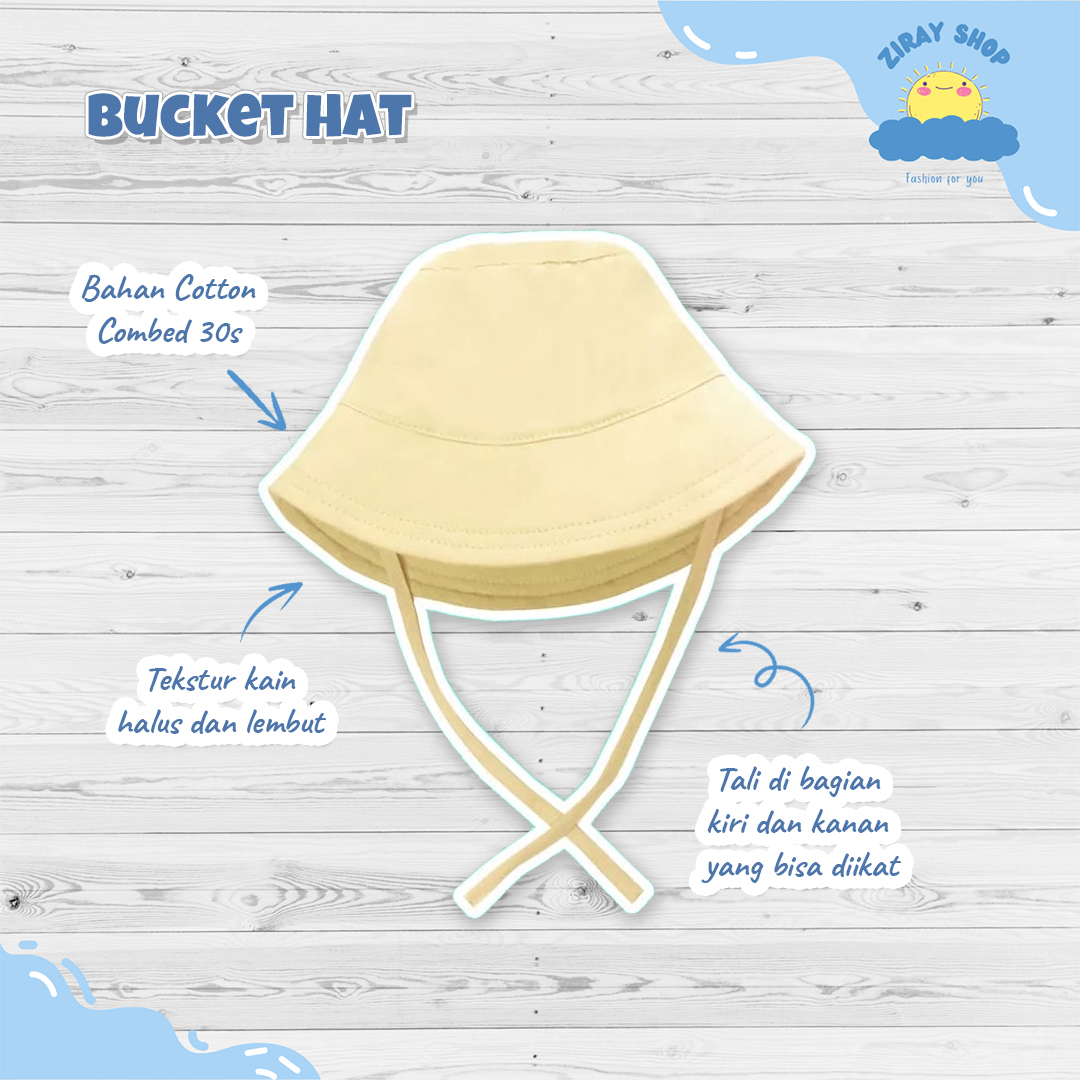 ZIRAY SHOP
Fashion for you
BUCKET HAT
Bahan Cotton
Combed 30s
Tekstur kain
halus dan lembut
Tali di bagian
kiri dan kanan
yang bisa diikat